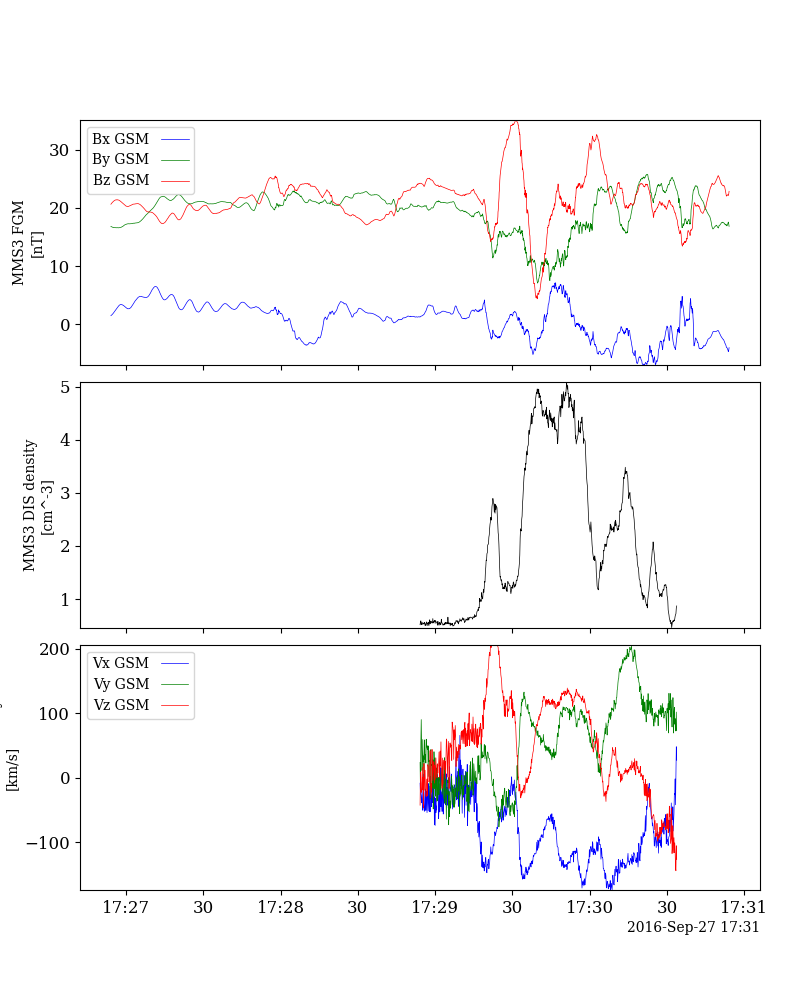 MMS3 FGM
[nT]
Bx GSM
By GSM
Bz GSM
30
20
10
0
MMS3 DIS density
[cm^-3]
5
4
3
2
1
[km/s]
Vx GSM
Vy GSM
Vz GSM
200
100
0
−100
17:27 30 17:28 30 17:29 30 17:30 30 17:31
2016-Sep-27 17:31